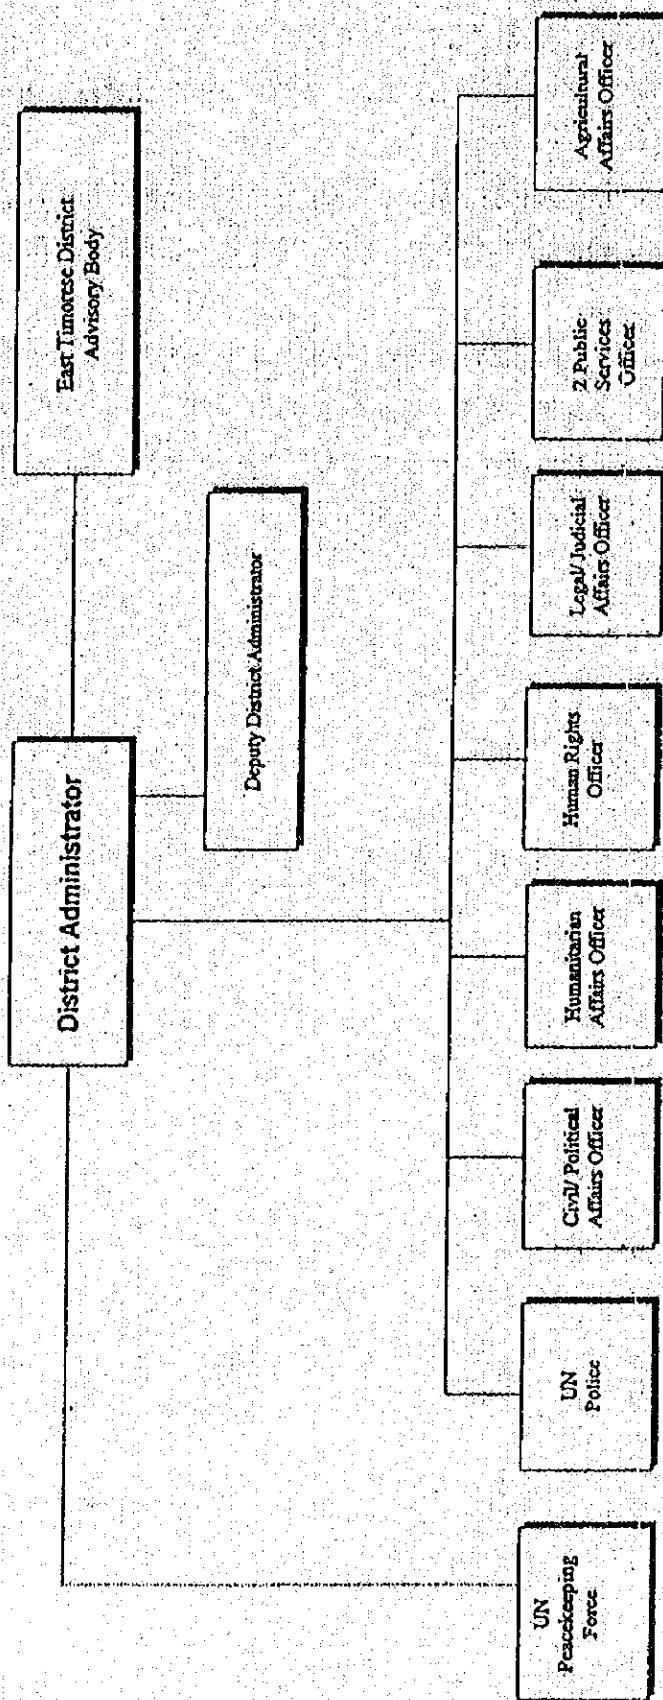 District Administrator
East Timorese District
Advisory Body
Deputy District Administrator
UN
Peacekeeping
Force
UN
Police
Civil/ Political
Affairs Officer
Humanitarian
Affairs Officer
Human Rights
Officer
Legal/ Judicial
Affairs Officer
2 Public
Services
Officer
Agricultural
Affairs Officer